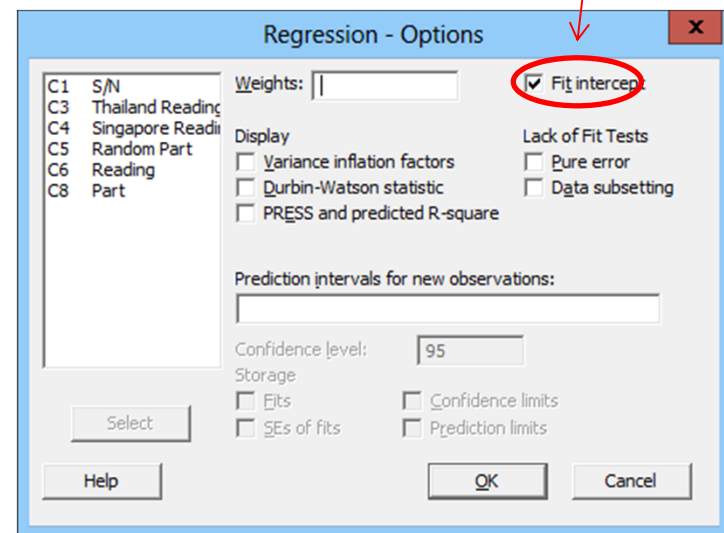 Regression - Options
x
C1 S/N
C3 Thailand Reading
C4 Singapore Readi
C5 Random Part
C6 Reading
C8 Part
Weights:
Fit intercept
Display
Variance inflation factors
Durbin-Watson statistic
PRESS and predicted R-square
Lack of Fit Tests
Pure error
Data subsetting
Prediction intervals for new observations:
Confidence level: 95
Storage
Fits
Confidence limits
SEs of fits
Prediction limits
Select
Help
OK
Cancel